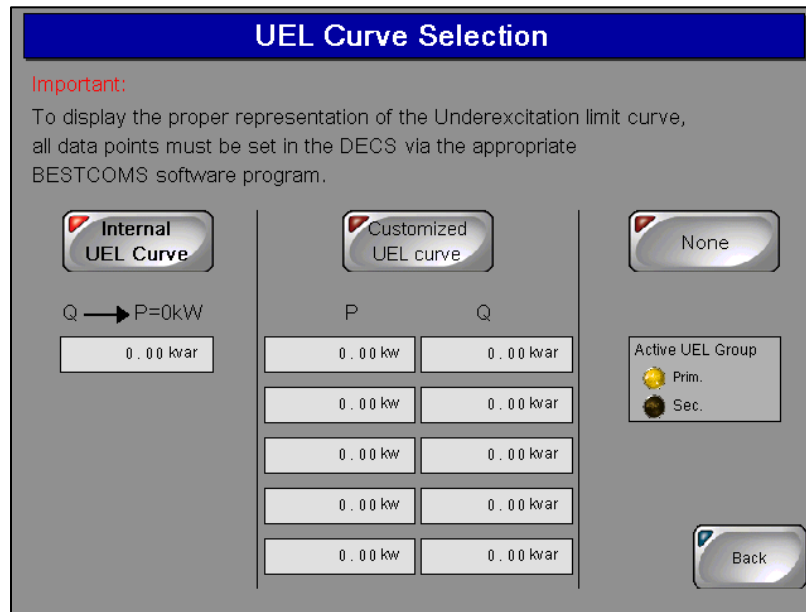 UEL Curve Selection
Important:
To display the proper representation of the Underexcitation limit curve,
all data points must be set in the DECS via the appropriate
BESTCOMS software program.
Internal
UEL Curve
Customized
UEL curve
None
Q → P=0kW
P Q
0.00 kvar
0.00 kw 0.00 kvar
0.00 kw 0.00 kvar
0.00 kw 0.00 kvar
0.00 kw 0.00 kvar
0.00 kw 0.00 kvar
Active UEL Group
Prim.
Sec.
Back